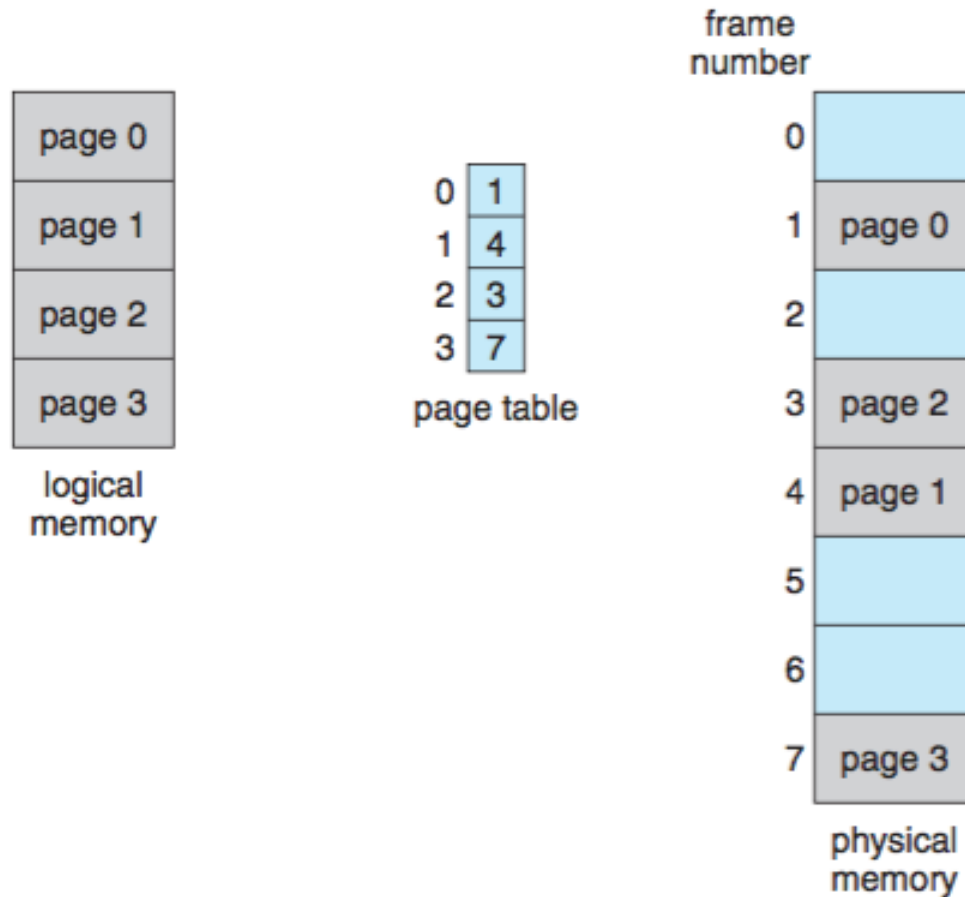 page 0
page 1
page 2
page 3
logical
memory
0 1
1 4
2 3
3 7
page table
frame
number
0
1 page 0
2
3 page 2
4 page 1
5
6
7 page 3
physical
memory